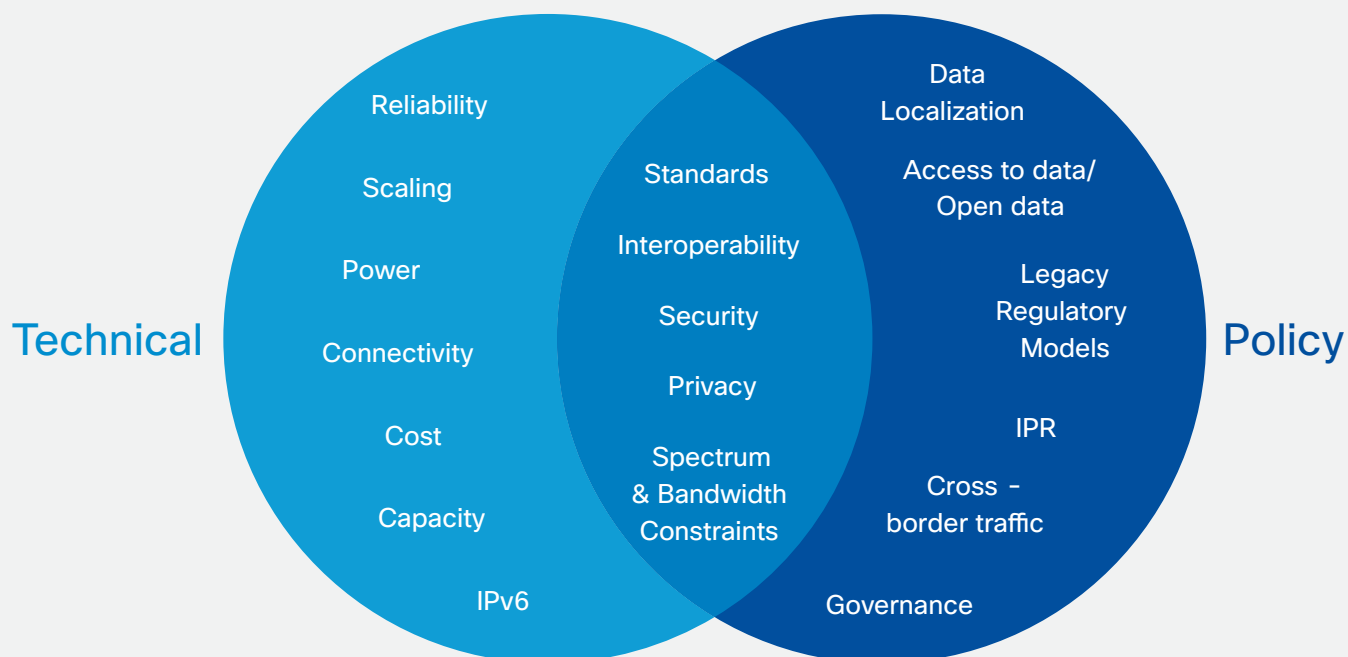 Technical
Reliability
Scaling
Power
Connectivity
Cost
Capacity
IPv6
Standards
Interoperability
Security
Privacy
Spectrum
& Bandwidth
Constraints
Data
Localization
Access to data/
Open data
Legacy
Regulatory
Models
IPR
Cross -
border traffic
Governance
Policy